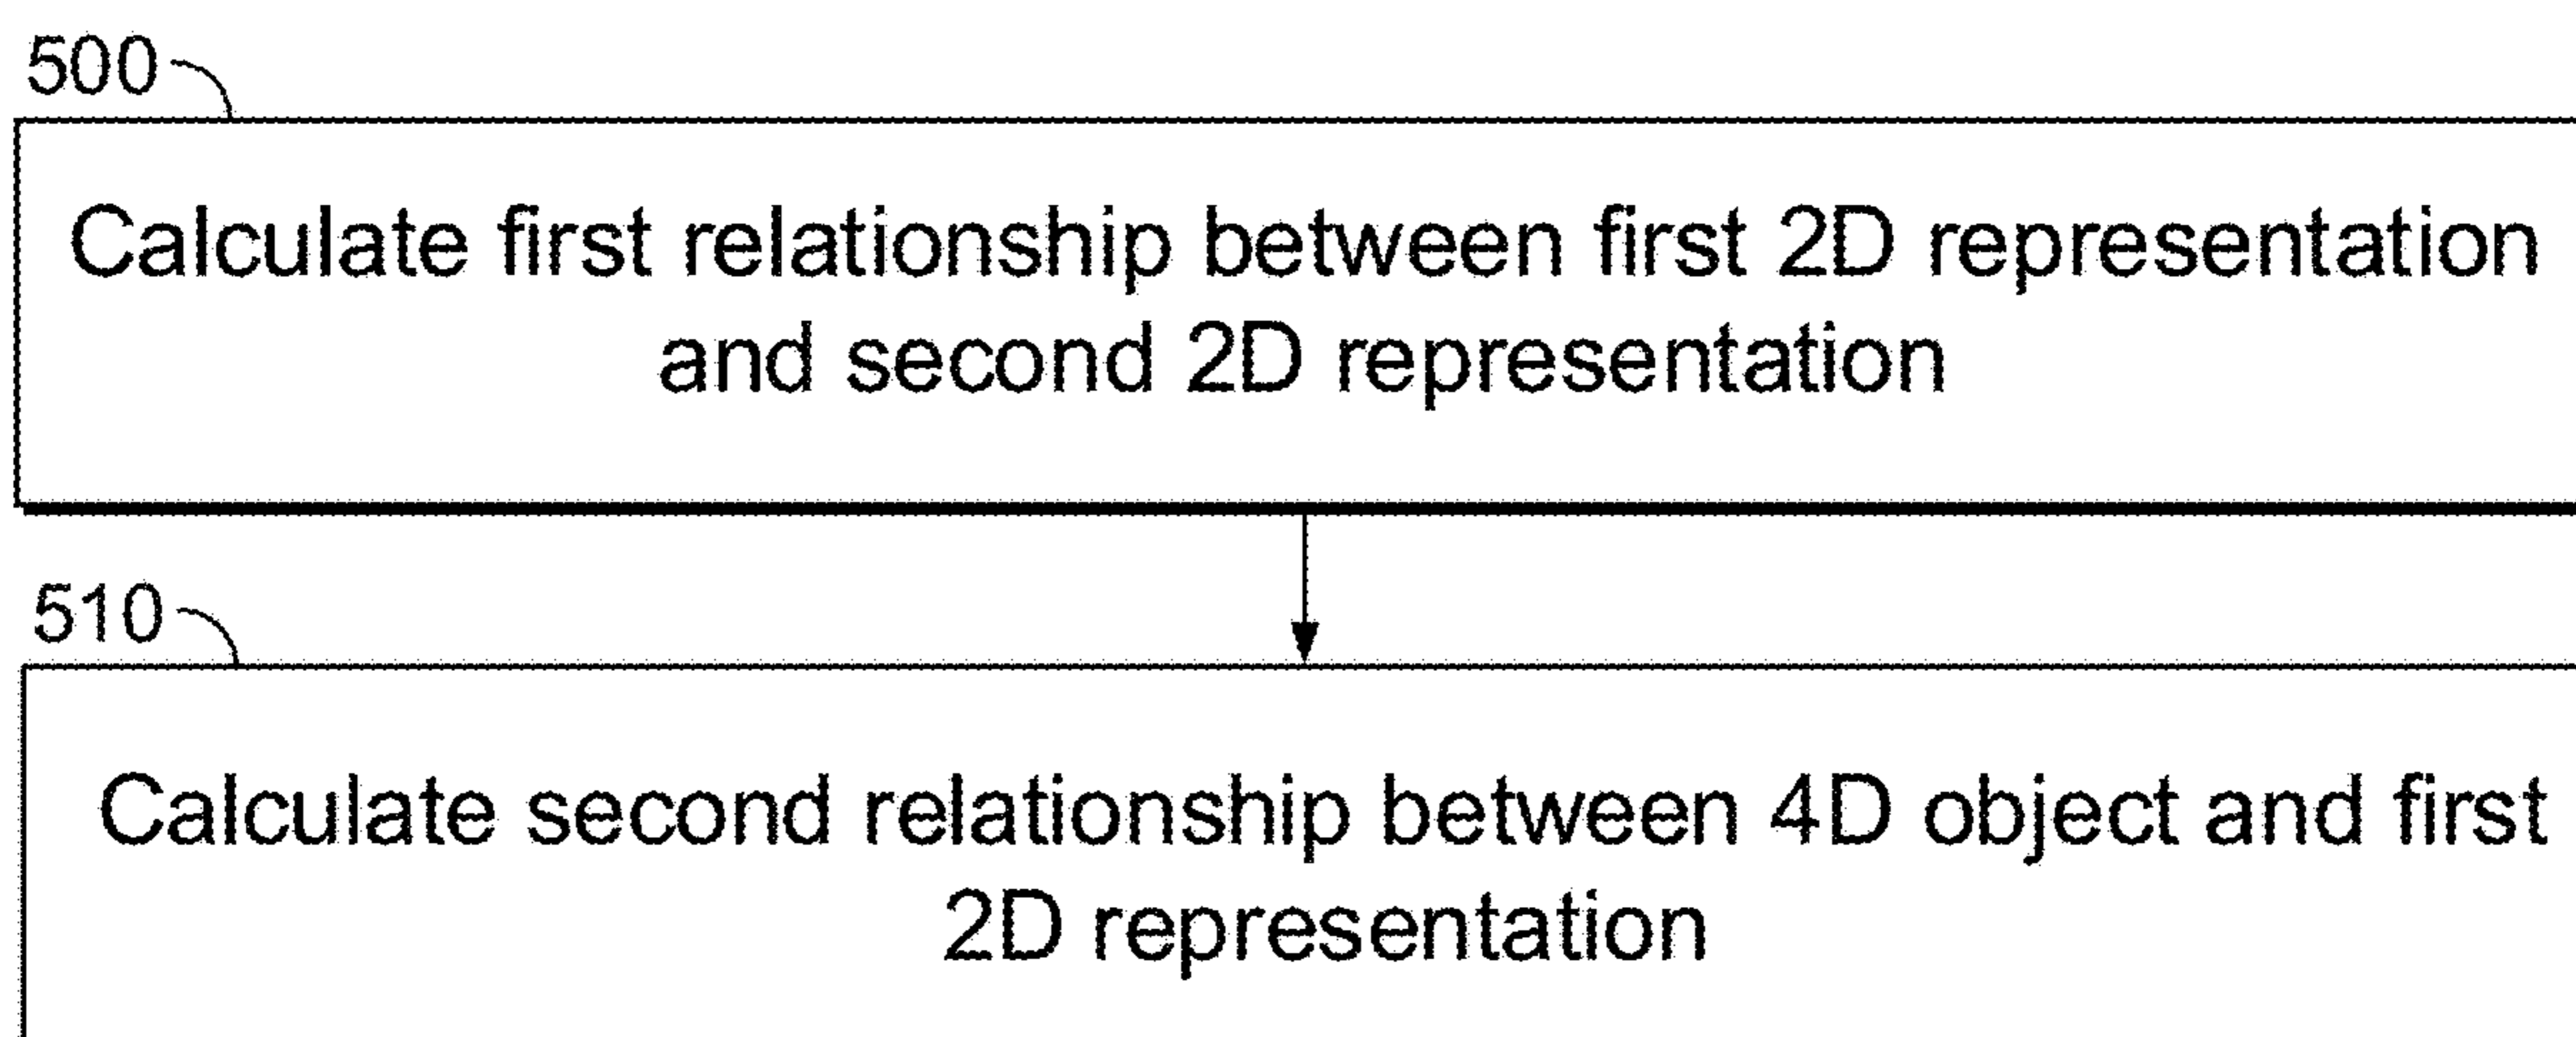 500
Calculate first relationship between first 2D representation
and second 2D representation
510
Calculate second relationship between 4D object and first
2D representation